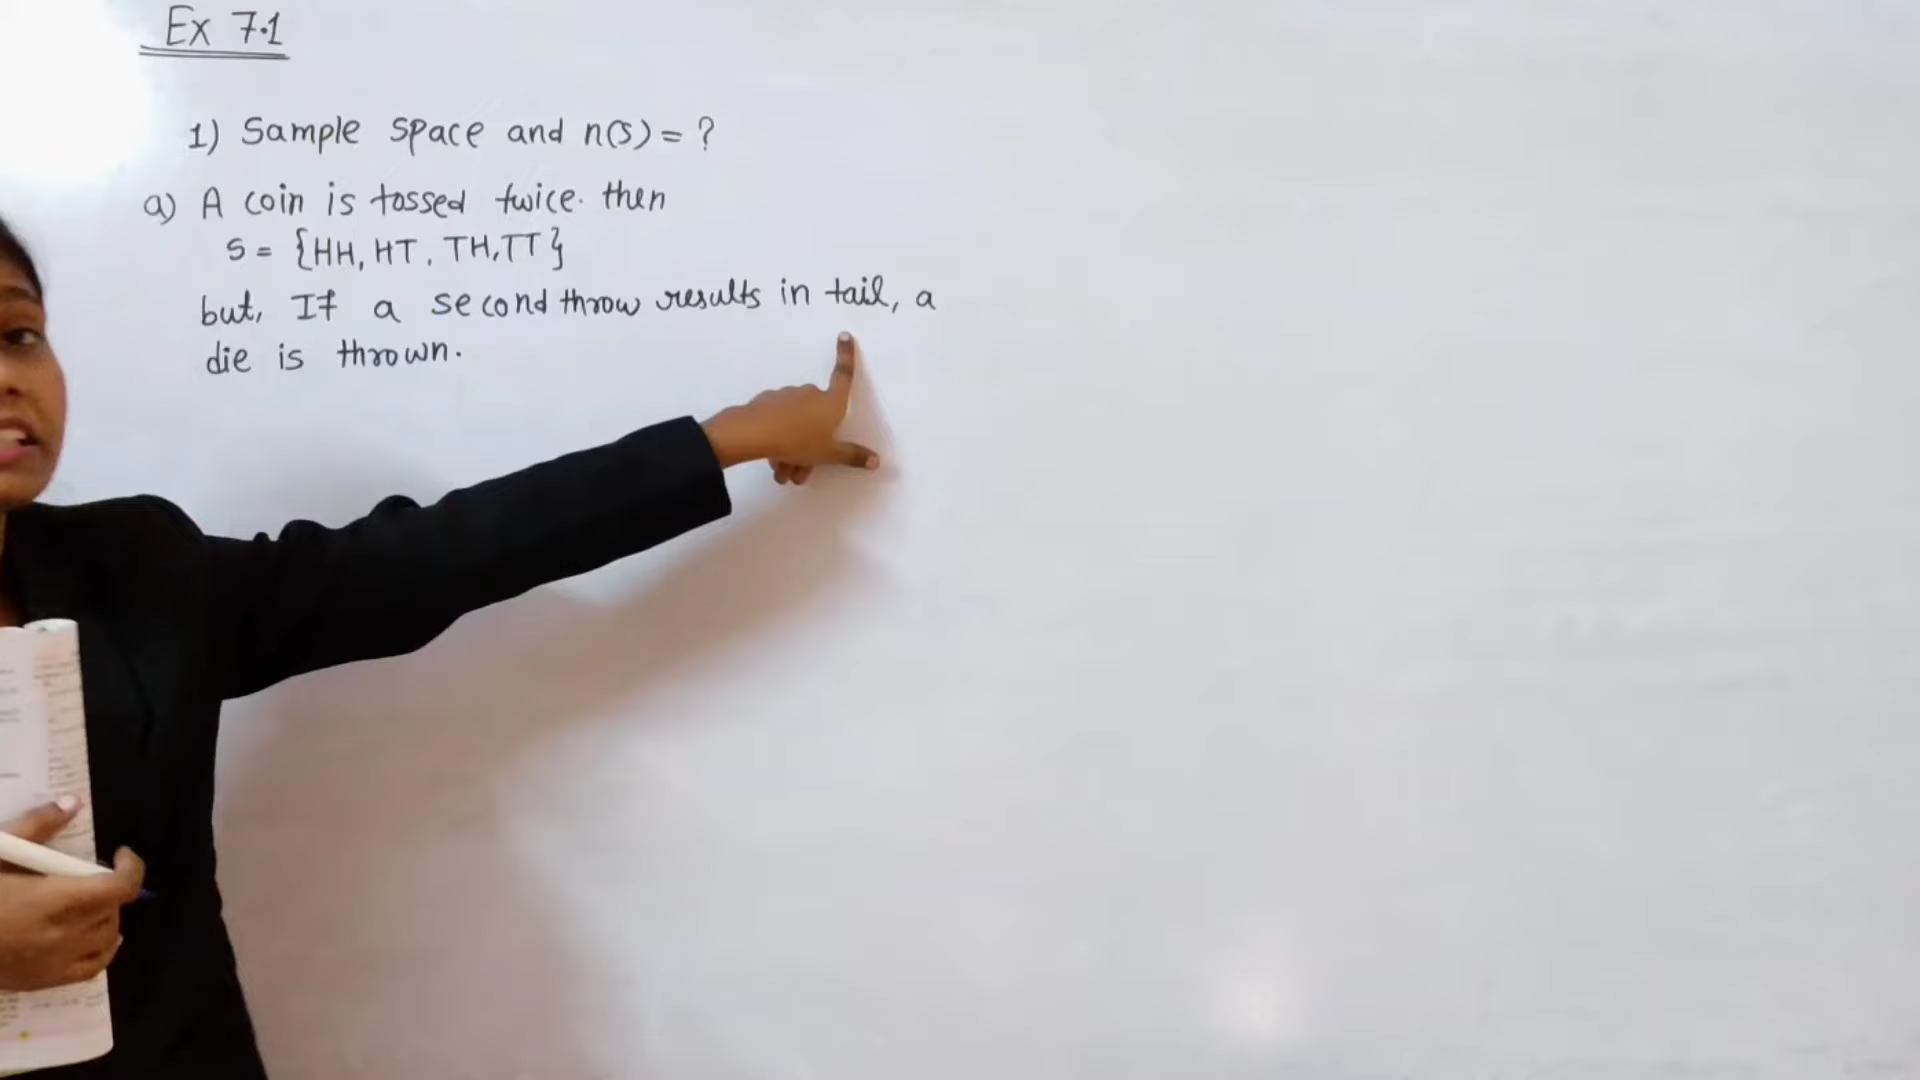 Ex 7.1
1) Sample space and n(s) = ?
a) A coin is tossed twice. then
S = {HH, HT, TH, TT}
but, If a second throw results in tail, a
die is thrown.